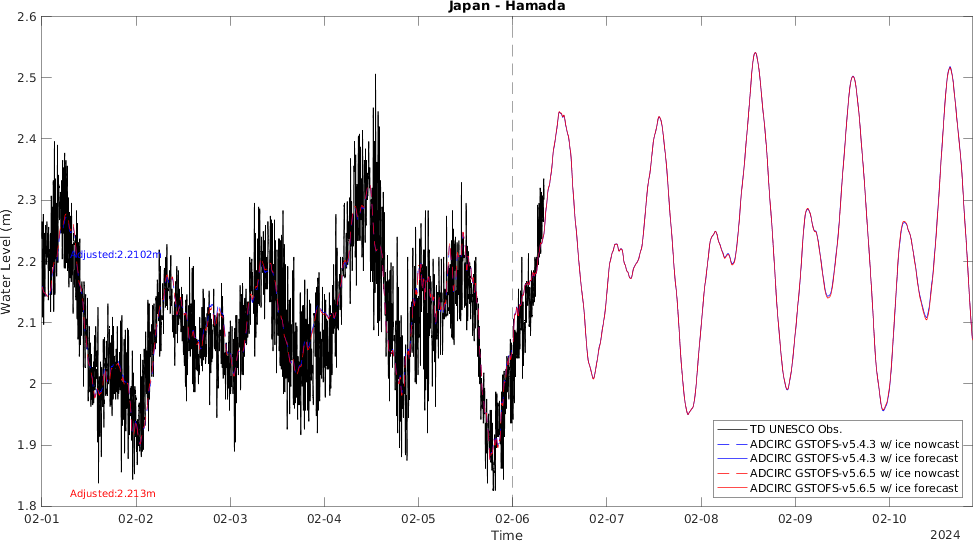 Japan - Hamada
2.6
2.5
2.4
2.3
2.2
2.1
2
1.9
1.8
Water Level (m)
Adjusted:2.2102m
Adjusted:2.213m
TD UNESCO Obs.
ADCIRC GSTOFS-v5.4.3 w/ ice nowcast
ADCIRC GSTOFS-v5.4.3 w/ ice forecast
ADCIRC GSTOFS-v5.6.5 w/ ice nowcast
ADCIRC GSTOFS-v5.6.5 w/ ice forecast
02-01 02-02 02-03 02-04 02-05 02-06 02-07 02-08 02-09 02-10
Time
2024